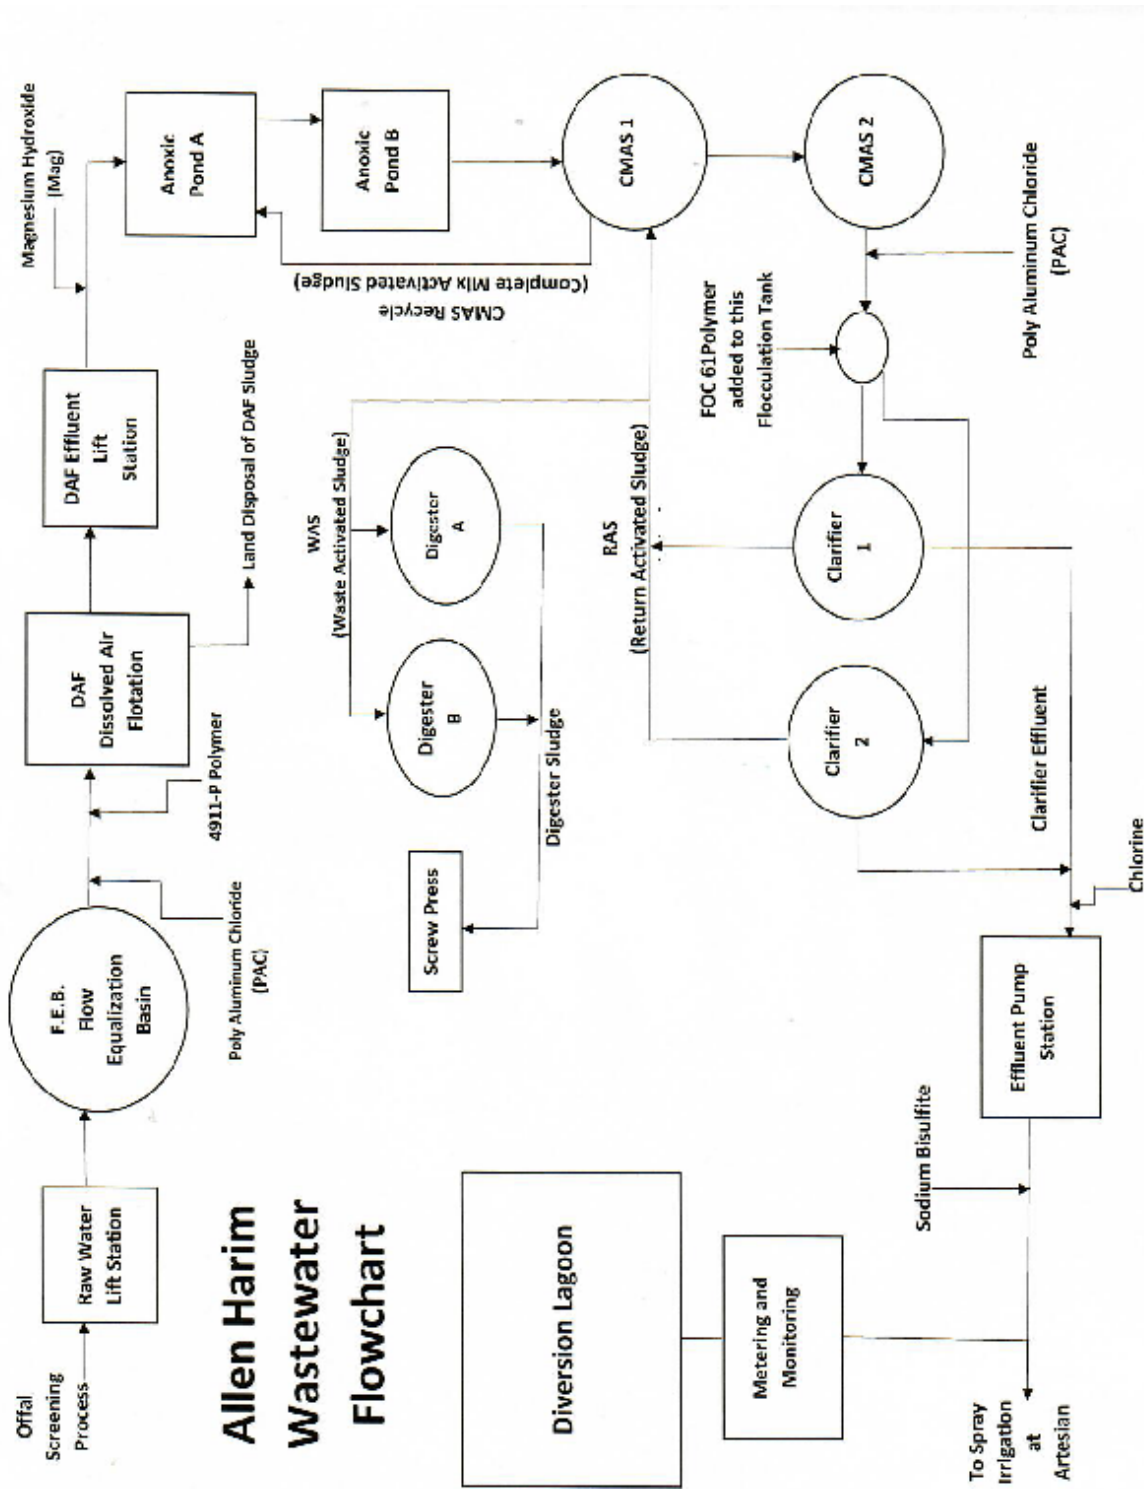 Offal
Screening
Process
Raw Water
Lift Station
F.E.B.
Flow
Equalization
Basin
Poly Aluminum Chloride
(PAC)
4911-P Polymer
DAF
Dissolved Air
Flotation
Land Disposal of DAF Sludge
DAF Effluent
Lift
Station
Magnesium Hydroxide
(Mag)
Anoxic
Pond A
Anoxic
Pond B
CMAS Recycle
(Complete Mix Activated Sludge)
CMAS 1
CMAS 2
Poly Aluminum Chloride
(PAC)
FOC 61Polymer
added to this
Flocculation Tank
WAS
(Waste Activated Sludge)
Digester
A
Digester
B
Digester Sludge
Screw Press
RAS
(Return Activated Sludge)
Clarifier
1
Clarifier
2
Clarifier Effluent
Chlorine
Effluent Pump
Station
Sodium Bisulfite
Allen Harim
Wastewater
Flowchart
Diversion Lagoon
Metering and
Monitoring
To Spray
Irrigation
at
Artesian